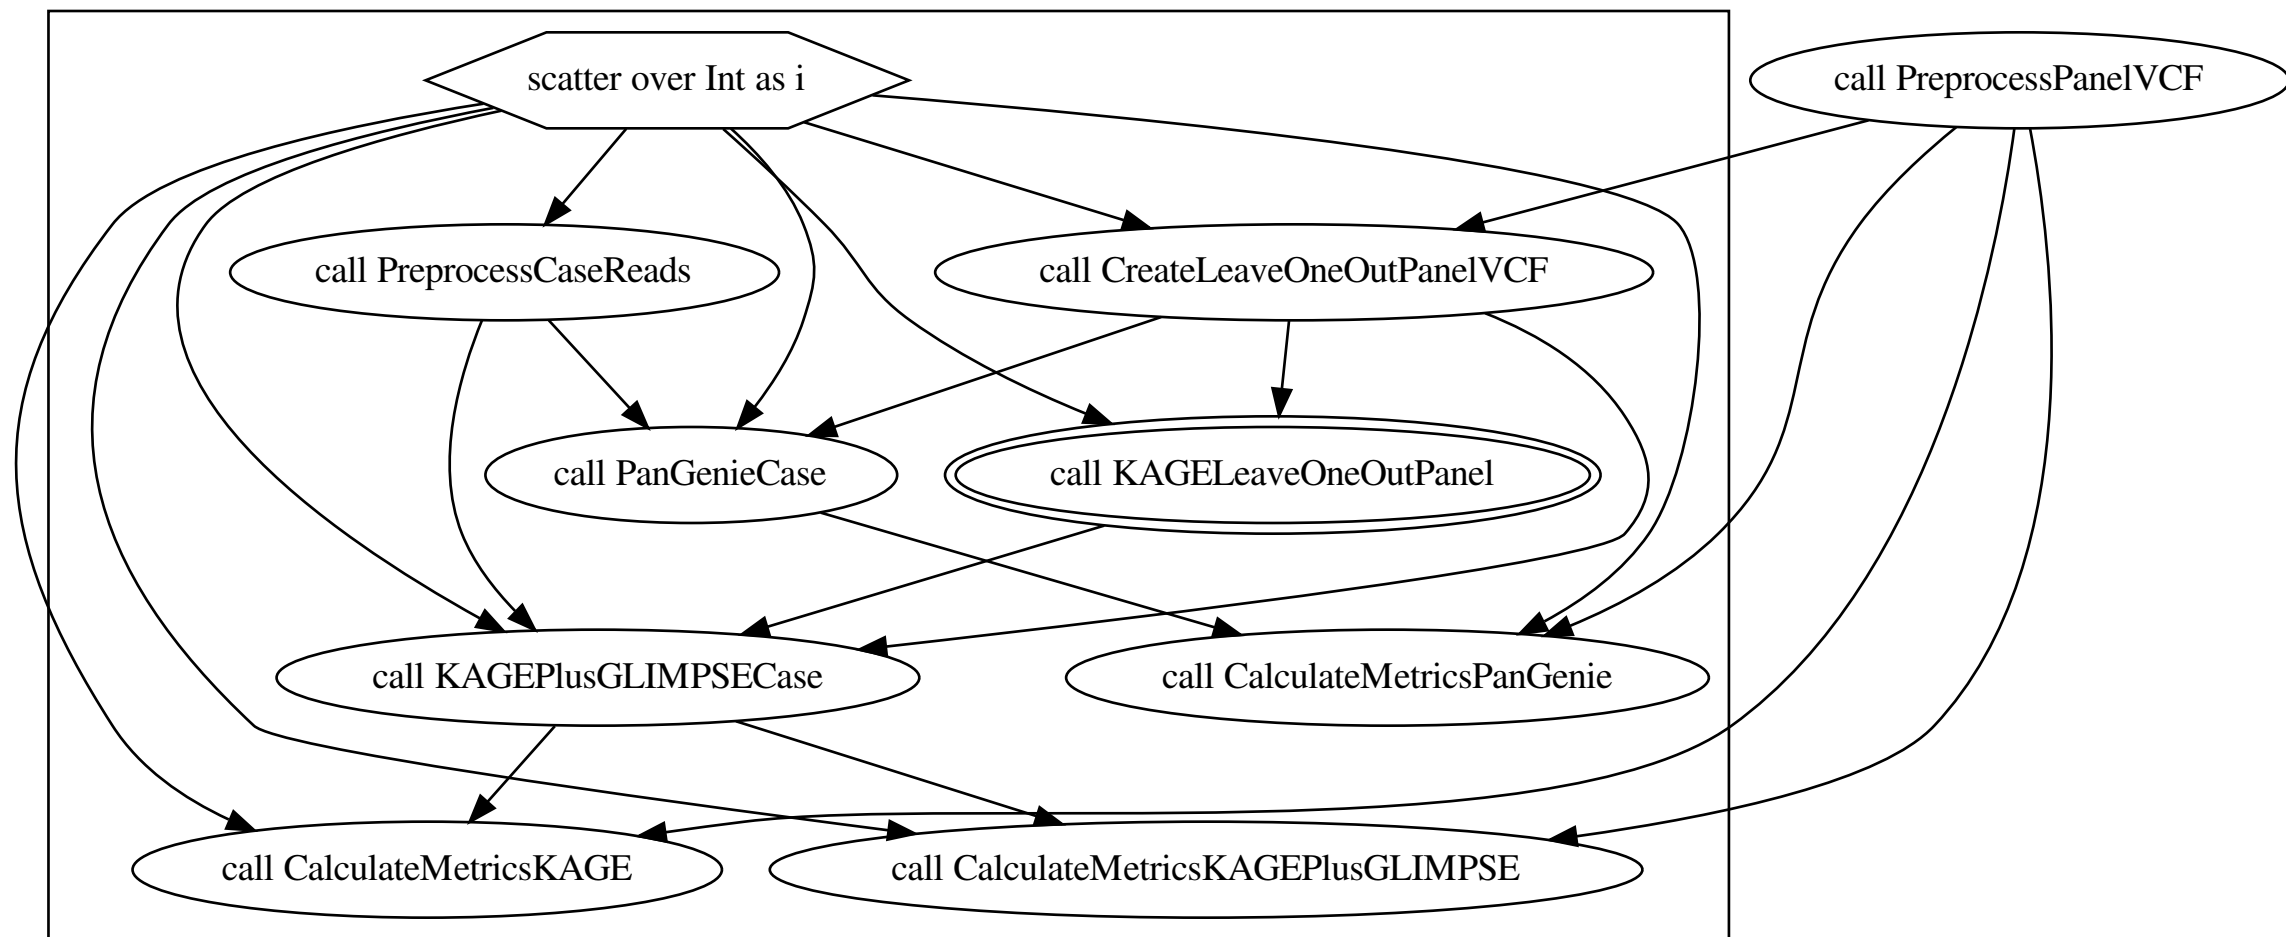 scatter over Int as i
call PreprocessPanelVCF
call PreprocessCaseReads
call CreateLeaveOneOutPanelVCF
call PanGenieCase
call KAGELeaveOneOutPanel
call KAGEPlusGLIMPSECase
call CalculateMetricsPanGenie
call CalculateMetricsKAGE
call CalculateMetricsKAGEPlusGLIMPSE